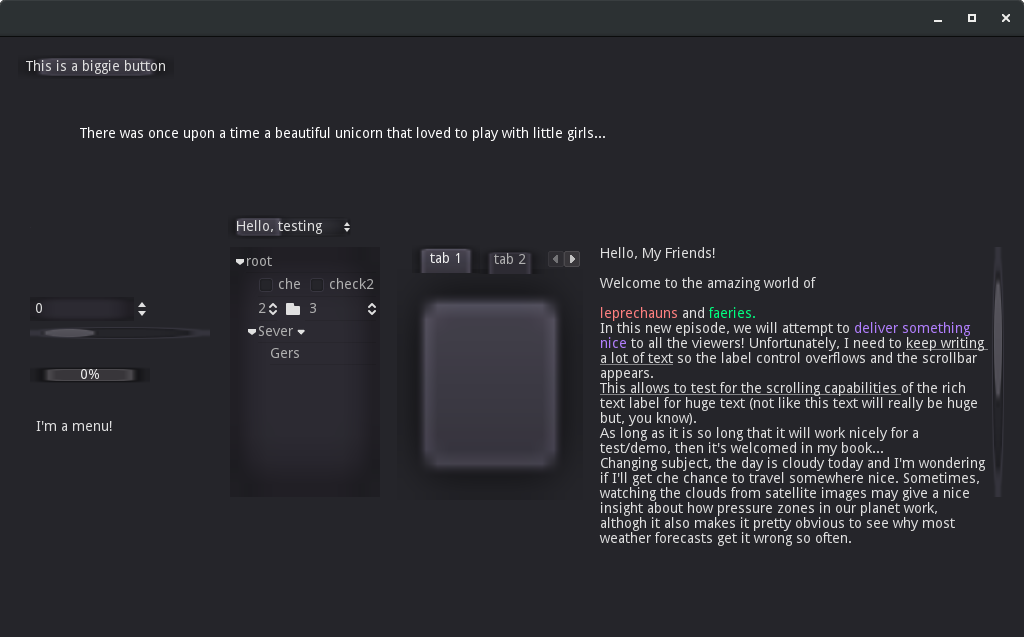 This is a biggie button
There was once upon a time a beautiful unicorn that loved to play with little girls...
Hello, testing
root
che check2
2 3
Sever
Gers
0
0%
I'm a menu!
tab 1 tab 2
Hello, My Friends!
Welcome to the amazing world of
leprechauns and faeries.
In this new episode, we will attempt to deliver something
nice to all the viewers! Unfortunately, I need to keep writing
a lot of text so the label control overflows and the scrollbar
appears.
This allows to test for the scrolling capabilities of the rich
text label for huge text (not like this text will really be huge
but, you know).
As long as it is so long that it will work nicely for a
test/demo, then it's welcomed in my book...
Changing subject, the day is cloudy today and I'm wondering
if I'll get che chance to travel somewhere nice. Sometimes,
watching the clouds from satellite images may give a nice
insight about how pressure zones in our planet work,
althogh it also makes it pretty obvious to see why most
weather forecasts get it wrong so often.